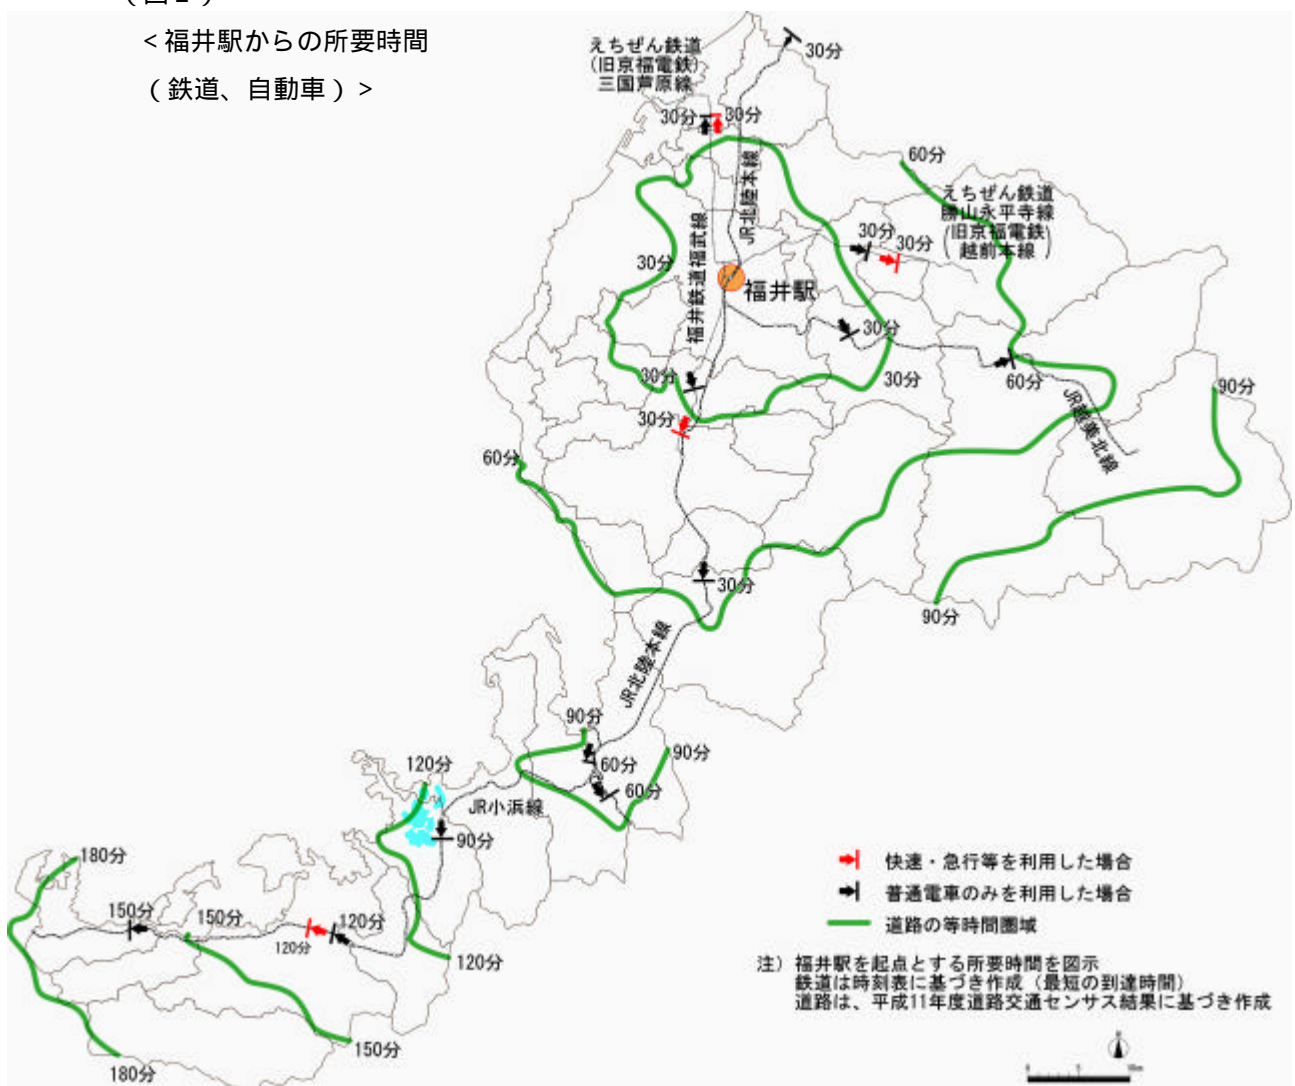 (図２)
<福井駅からの所要時間
(鉄道、自動車)>
えちぜん鉄道
(旧京福電鉄)
三国芦原線
30分
30分
30分
60分
JR北陸本線
えちぜん鉄道
勝山永平寺線
(旧京福電鉄)
越前本線
30分
30分
30分
福井鉄道福武線
福井駅
30分
30分
60分
30分
90分
30分
JR越美北線
60分
30分
90分
JR北陸本線
90分
90分
60分
60分
120分
JR小浜線
90分
180分
150分
150分
120分
120分
120分
150分
180分
快速・急行等を利用した場合
普通電車のみを利用した場合
道路の等時間圏域
注) 福井駅を起点とする所要時間を図示
鉄道は時刻表に基づき作成 (最短の到達時間)
道路は、平成11年度道路交通センサス結果に基づき作成